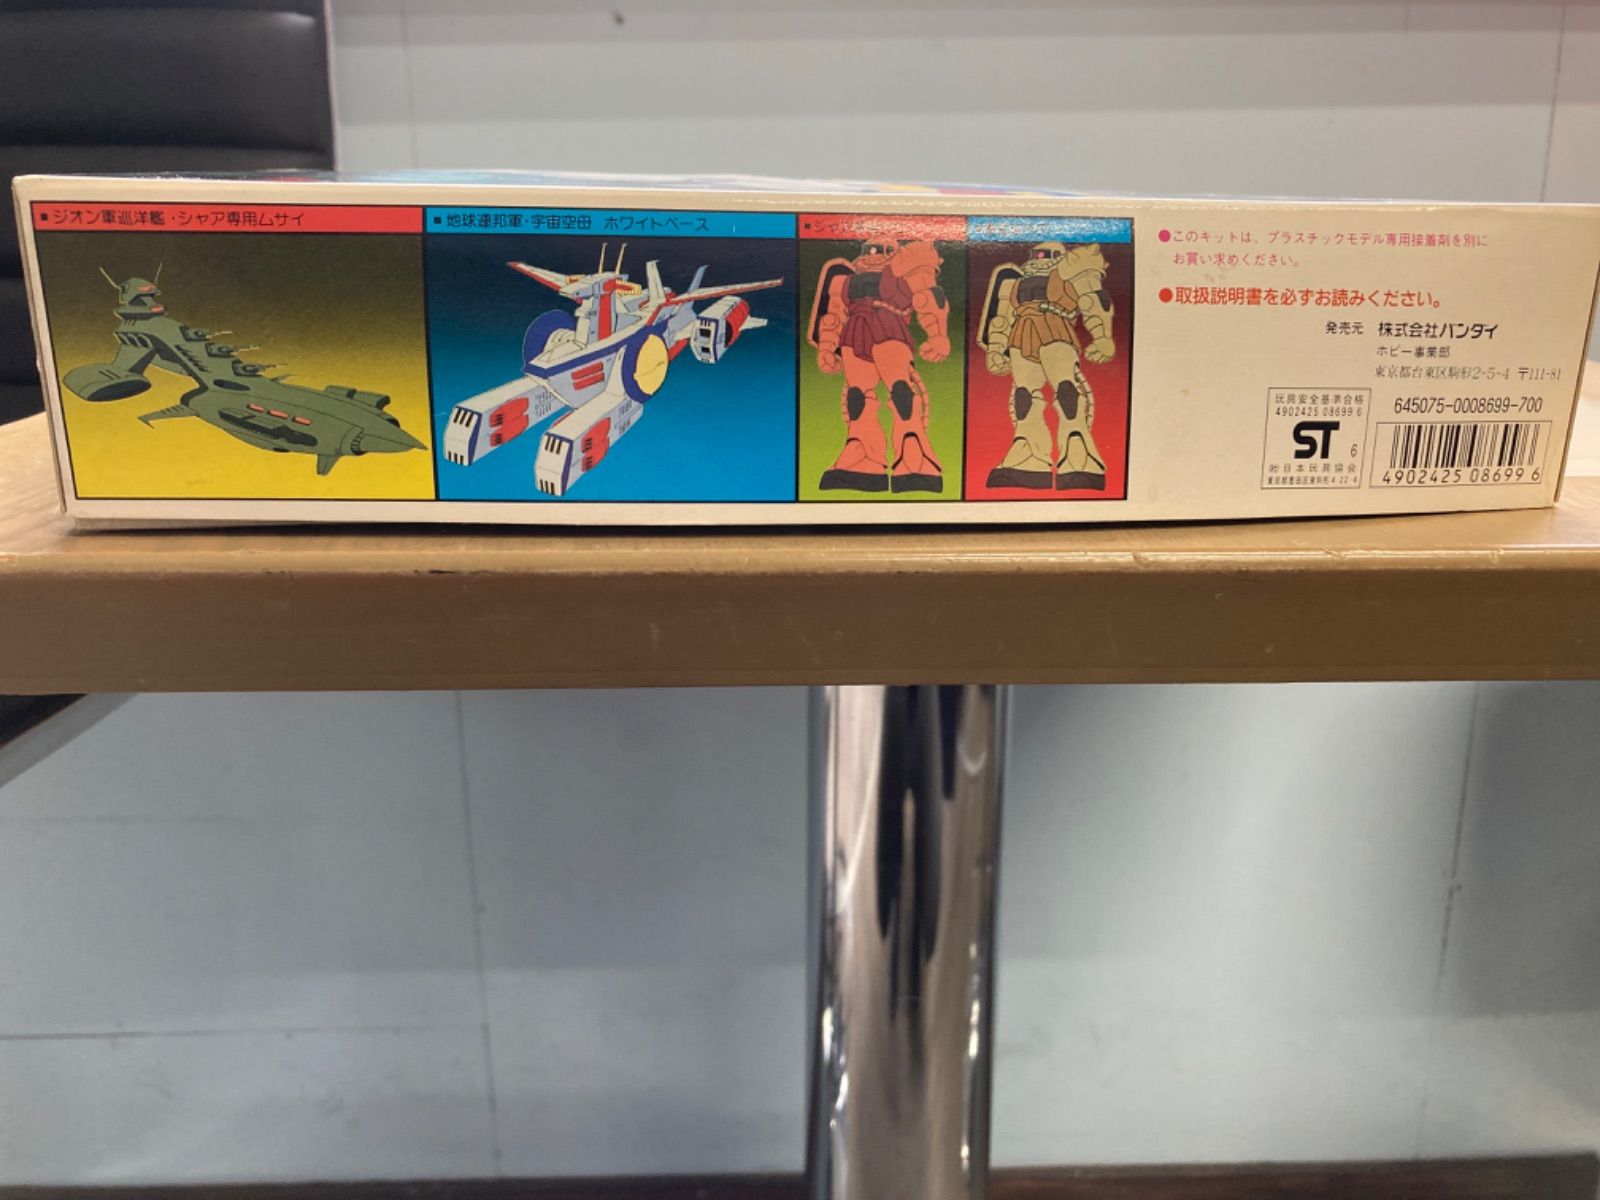 ■ジオン軍巡洋艦・シャア専用ムサイ
■地球連邦軍・宇宙空母 ホワイトベース
●このキットは、プラスチックモデル専用接着剤を別に
お買い求めください。
●取扱説明書を必ずお読みください。
発売元 株式会社バンダイ
ホビー事業部
東京都台東区駒形2-5-4 〒111-81
玩具安全基準合格
4902425 08699 6
ST 6
㈳日本玩具協会
645075-0008699-700
4902425 08699 6